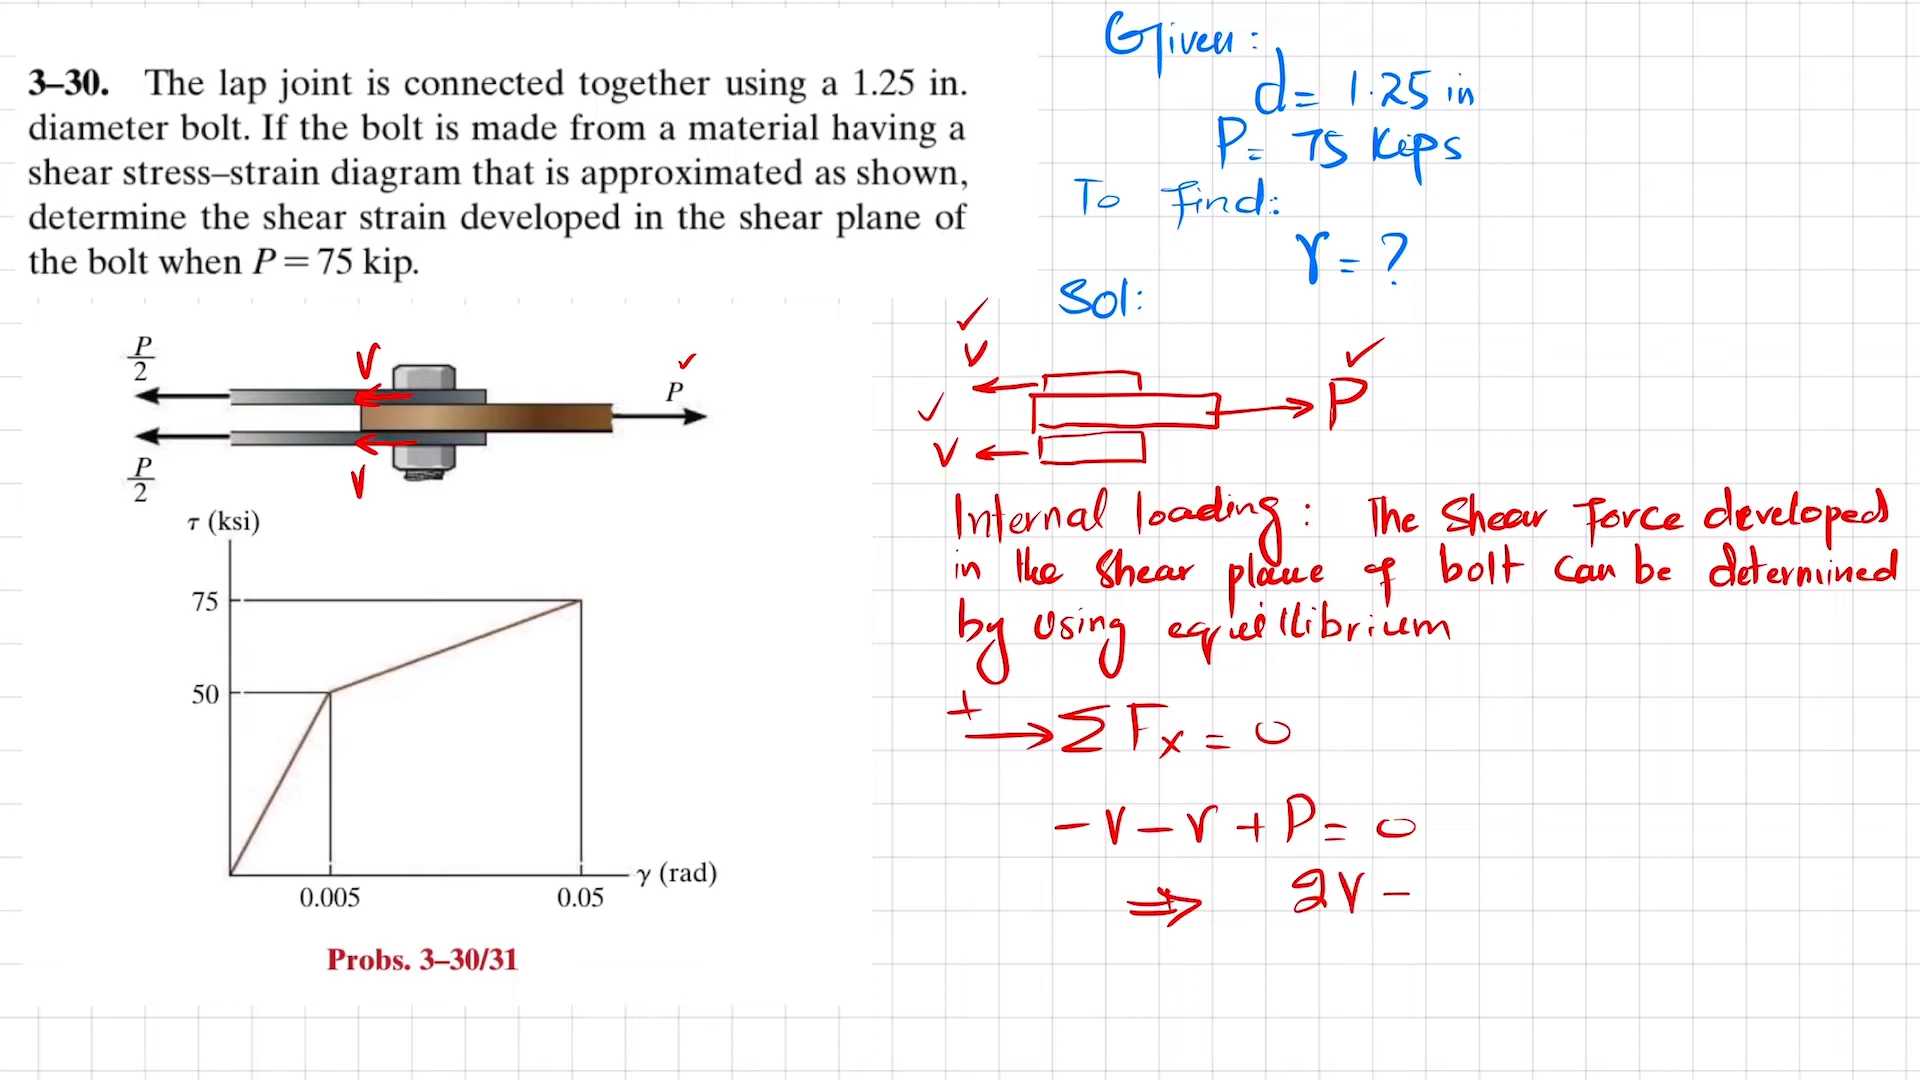 3–30. The lap joint is connected together using a 1.25 in.
diameter bolt. If the bolt is made from a material having a
shear stress–strain diagram that is approximated as shown,
determine the shear strain developed in the shear plane of
the bolt when P = 75 kip.
P/2
V
P
P/2
V
τ (ksi)
75
50
0.005
0.05
γ (rad)
Probs. 3–30/31
Given:
d = 1.25 in
P = 75 Kips
To Find:
γ = ?
Sol:
V
P
V
Internal loading: The Shear Force developed
in the Shear plane of bolt can be determined
by using equillibrium
+
→ Σ Fx = 0
- V - V + P = 0
⇒ 2V -